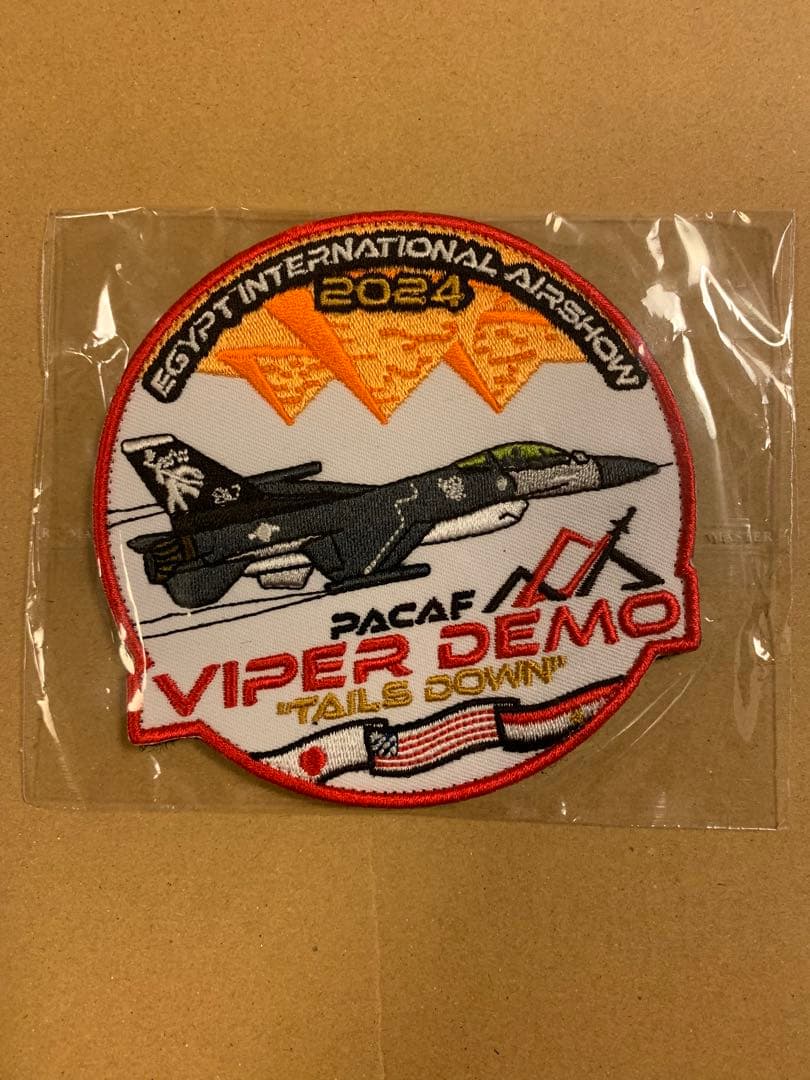 EGYPT INTERNATIONAL AIRSHOW
2024
PACAF
VIPER DEMO
"TAILS DOWN"